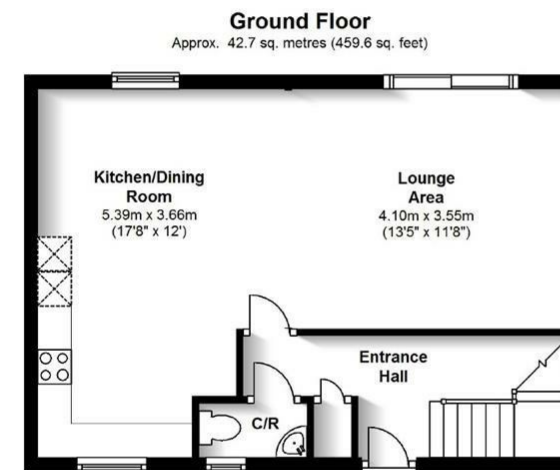 Ground Floor
Approx. 42.7 sq. metres (459.6 sq. feet)
Kitchen/Dining
Room
5.39m x 3.66m
(17'8" x 12')
Lounge
Area
4.10m x 3.55m
(13'5" x 11'8")
Entrance
Hall
C/R